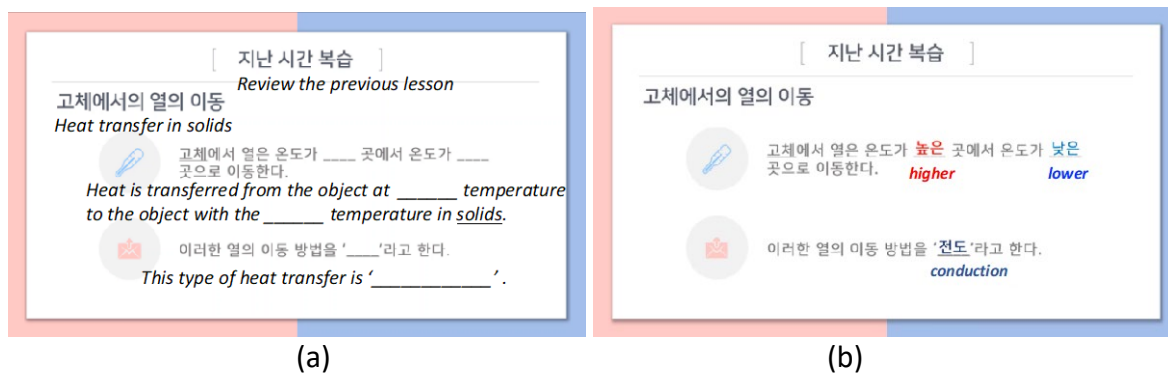 [ 지난 시간 복습 ]
Review the previous lesson
고체에서의 열의 이동
Heat transfer in solids
고체에서 열은 온도가 ____ 곳에서 온도가 ____
곳으로 이동한다.
Heat is transferred from the object at ______ temperature
to the object with the ______ temperature in solids.
이러한 열의 이동 방법을 '____'라고 한다.
This type of heat transfer is ‘____________’ .
(a)
[ 지난 시간 복습 ]
고체에서의 열의 이동
고체에서 열은 온도가 높은 곳에서 온도가 낮은
곳으로 이동한다.
higher lower
이러한 열의 이동 방법을 '전도'라고 한다.
conduction
(b)